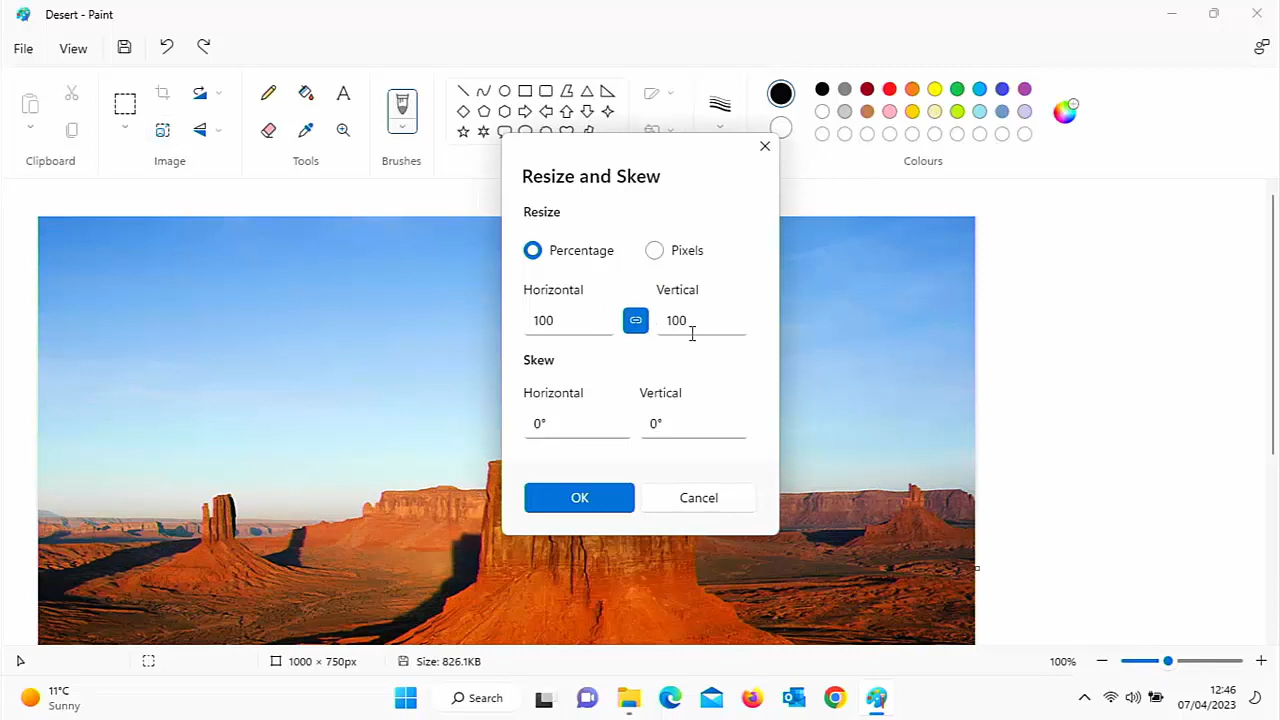 Desert - Paint
File View
A
Clipboard Image Tools Brushes Colours
Resize and Skew
Resize
Percentage Pixels
Horizontal Vertical
100 100
Skew
Horizontal Vertical
0° 0°
OK Cancel
1000 × 750px Size: 826.1KB 100%
11°C
Sunny
Search
12:46
07/04/2023